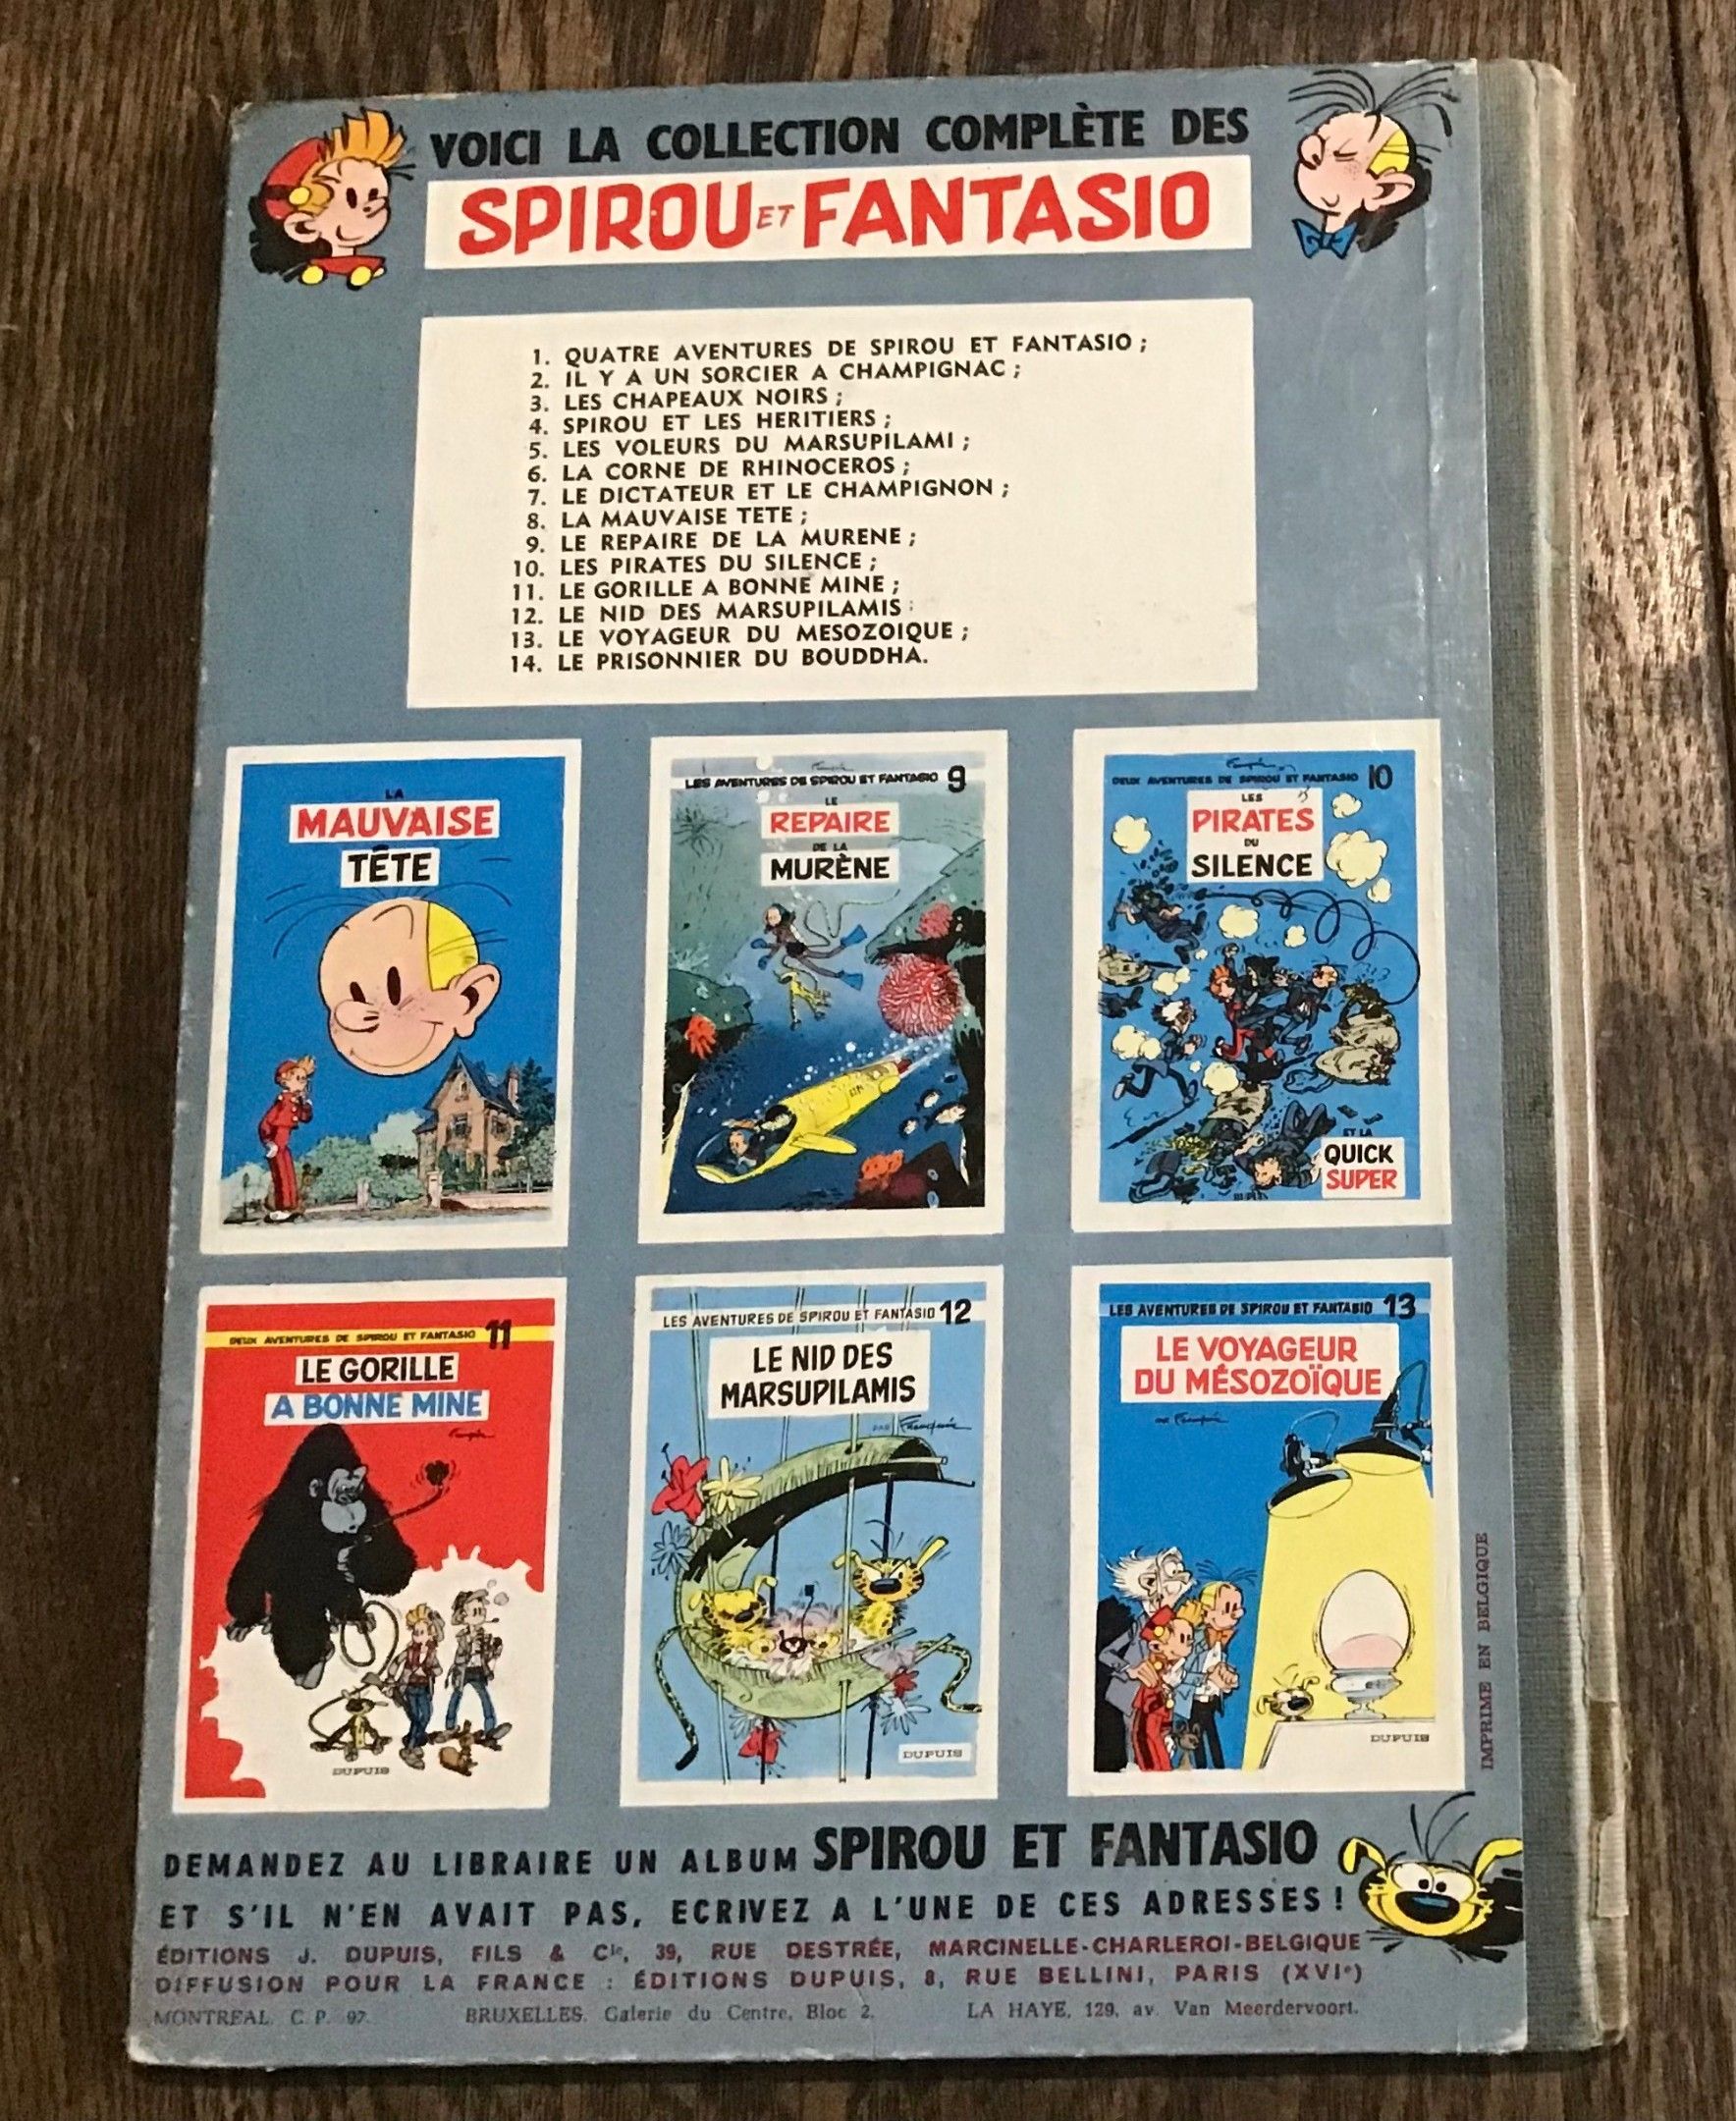 VOICI LA COLLECTION COMPLÈTE DES
SPIROU ET FANTASIO
1. QUATRE AVENTURES DE SPIROU ET FANTASIO ;
2. IL Y A UN SORCIER A CHAMPIGNAC ;
3. LES CHAPEAUX NOIRS ;
4. SPIROU ET LES HERITIERS ;
5. LES VOLEURS DU MARSUPILAMI ;
6. LA CORNE DE RHINOCEROS ;
7. LE DICTATEUR ET LE CHAMPIGNON ;
8. LA MAUVAISE TETE ;
9. LE REPAIRE DE LA MURENE ;
10. LES PIRATES DU SILENCE ;
11. LE GORILLE A BONNE MINE ;
12. LE NID DES MARSUPILAMIS :
13. LE VOYAGEUR DU MESOZOIQUE ;
14. LE PRISONNIER DU BOUDDHA.
LA
MAUVAISE
TÊTE
LES AVENTURES DE SPIROU ET FANTASIO 9
LE
REPAIRE
DE LA
MURÈNE
Franquin
DEUX AVENTURES DE SPIROU ET FANTASIO 10
LES
PIRATES
DU
SILENCE
ET LA
QUICK
SUPER
DEUX AVENTURES DE SPIROU ET FANTASIO 11
LE GORILLE
A BONNE MINE
Franquin
DUPUIS
LES AVENTURES DE SPIROU ET FANTASIO 12
LE NID DES
MARSUPILAMIS
PAR Franquin
DUPUIS
LES AVENTURES DE SPIROU ET FANTASIO 13
LE VOYAGEUR
DU MÉSOZOÏQUE
PAR Franquin
DUPUIS
IMPRIME EN BELGIQUE
DEMANDEZ AU LIBRAIRE UN ALBUM SPIROU ET FANTASIO
ET S'IL N'EN AVAIT PAS, ECRIVEZ A L'UNE DE CES ADRESSES !
ÉDITIONS J. DUPUIS, FILS & Cie, 39, RUE DESTRÉE, MARCINELLE-CHARLEROI-BELGIQUE
DIFFUSION POUR LA FRANCE : ÉDITIONS DUPUIS, 8, RUE BELLINI, PARIS (XVIe)
MONTREAL. C. P. 97. BRUXELLES. Galerie du Centre, Bloc 2. LA HAYE, 129, av. Van Meerdervoort.